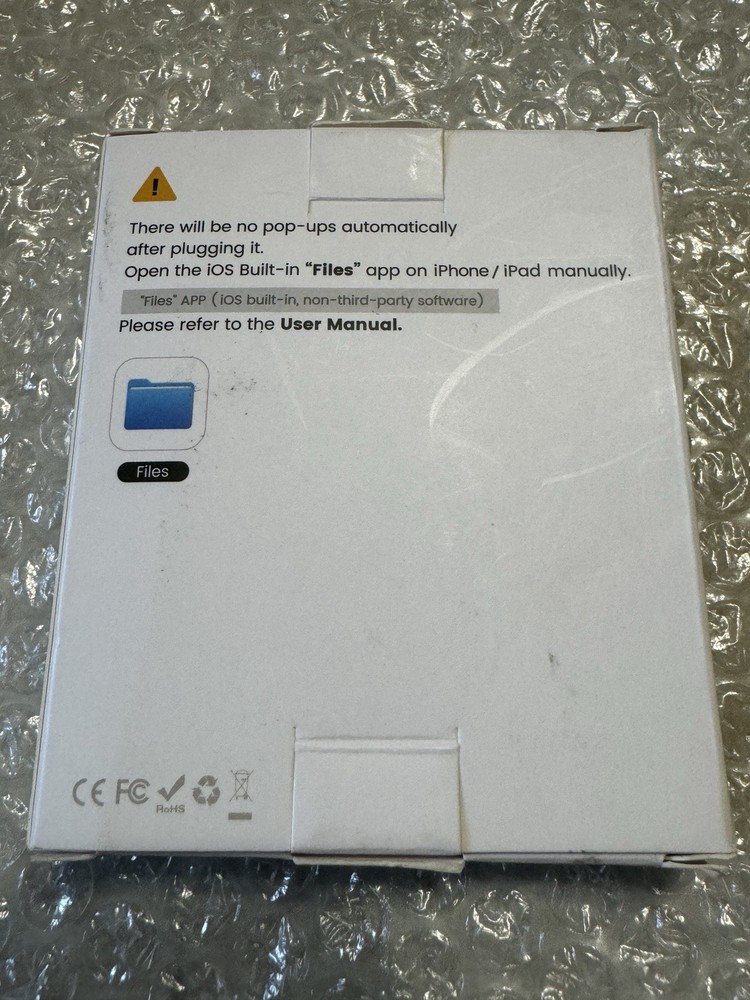 !
There will be no pop-ups automatically
after plugging it.
Open the iOS Built-in “Files” app on iPhone / iPad manually.
"Files" APP ( iOS built-in, non-third-party software)
Please refer to the User Manual.
Files
CE FC RoHS